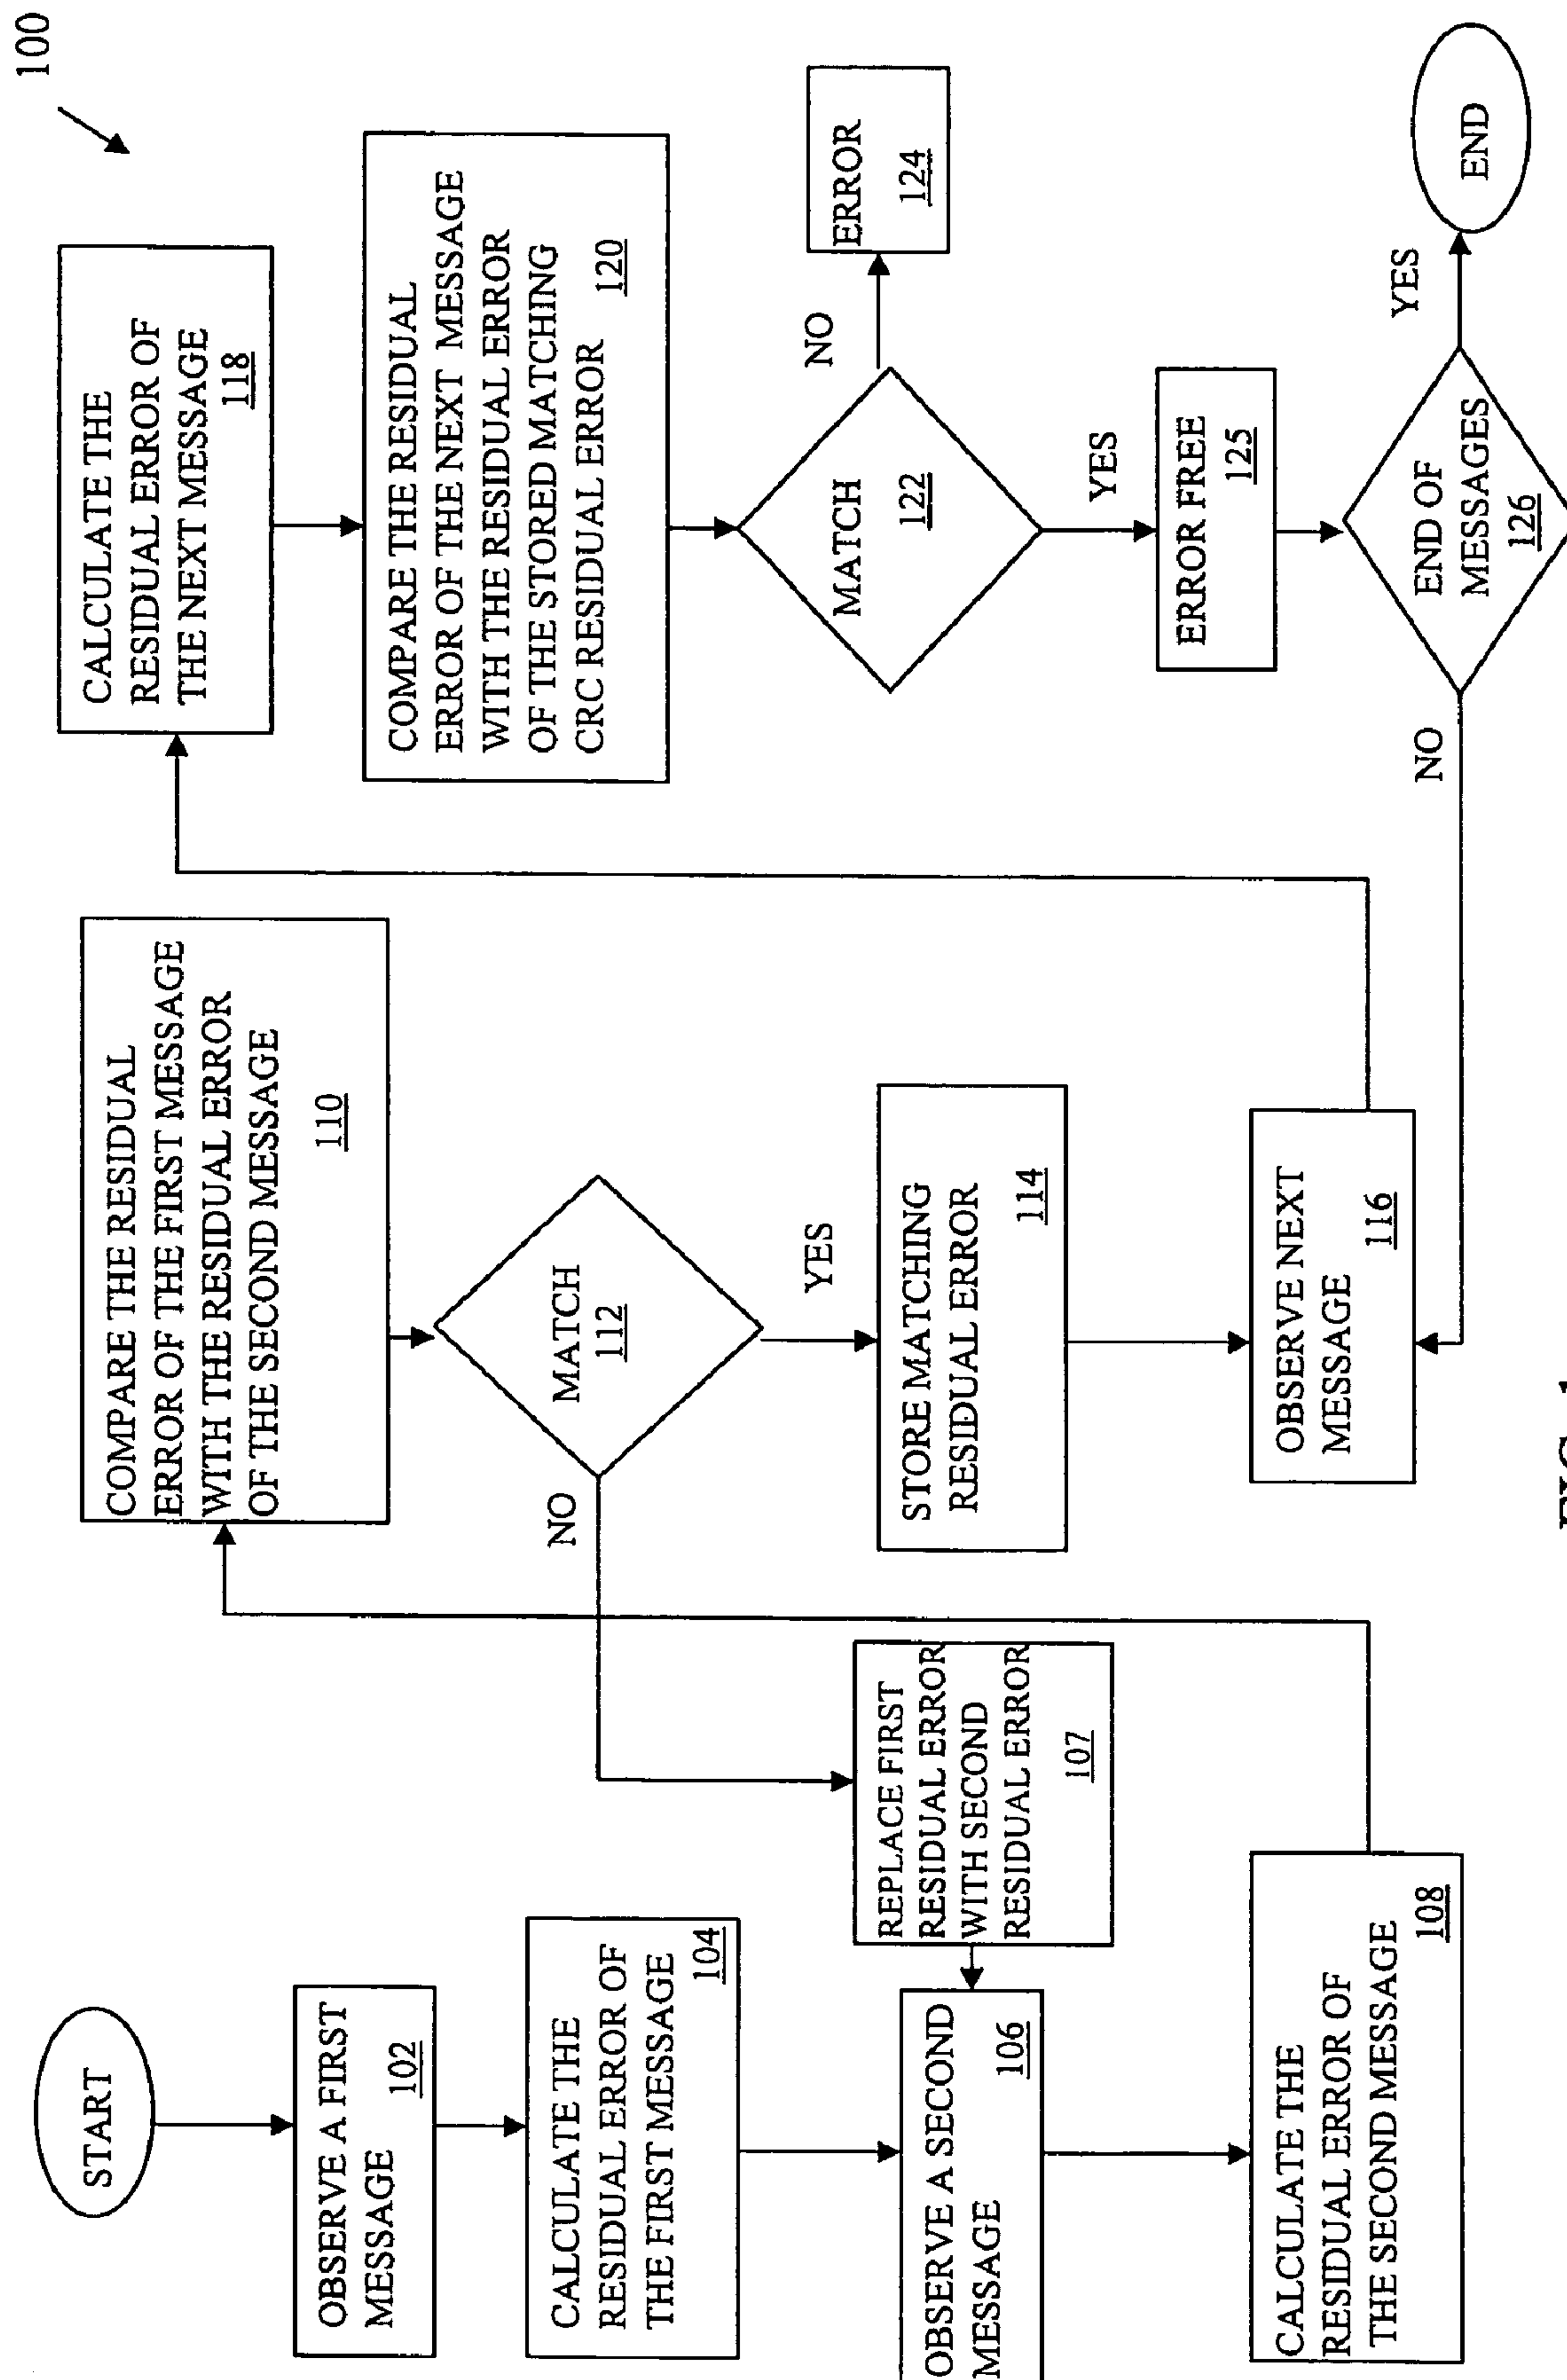 100
START
OBSERVE A FIRST
MESSAGE
102
CALCULATE THE
RESIDUAL ERROR OF
THE FIRST MESSAGE
104
OBSERVE A SECOND
MESSAGE
106
REPLACE FIRST
RESIDUAL ERROR
WITH SECOND
RESIDUAL ERROR
107
CALCULATE THE
RESIDUAL ERROR OF
THE SECOND MESSAGE
108
COMPARE THE RESIDUAL
ERROR OF THE FIRST MESSAGE
WITH THE RESIDUAL ERROR
OF THE SECOND MESSAGE
110
MATCH
112
NO
YES
STORE MATCHING
RESIDUAL ERROR
114
OBSERVE NEXT
MESSAGE
116
CALCULATE THE
RESIDUAL ERROR OF
THE NEXT MESSAGE
118
COMPARE THE RESIDUAL
ERROR OF THE NEXT MESSAGE
WITH THE RESIDUAL ERROR
OF THE STORED MATCHING
CRC RESIDUAL ERROR
120
MATCH
122
NO
ERROR
124
YES
ERROR FREE
125
END OF
MESSAGES
126
NO
YES
END